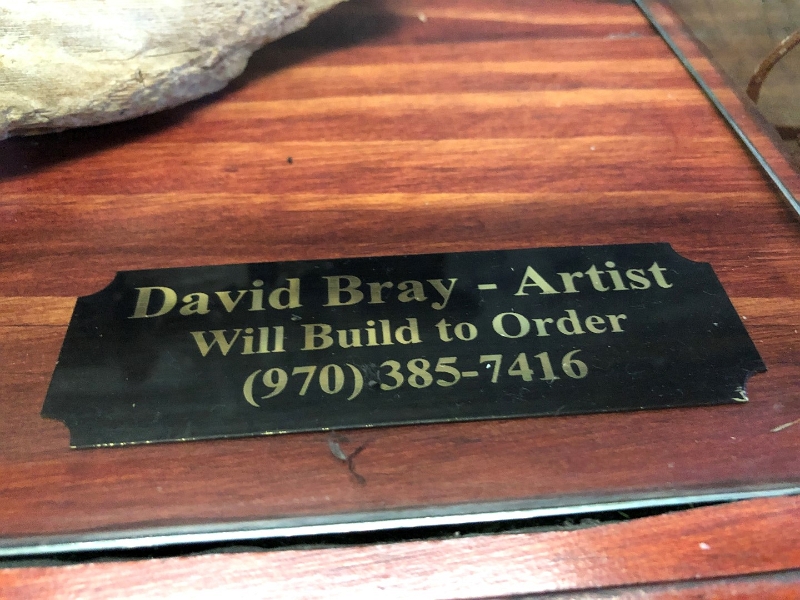 David Bray - Artist
Will Build to Order
(970) 385-7416